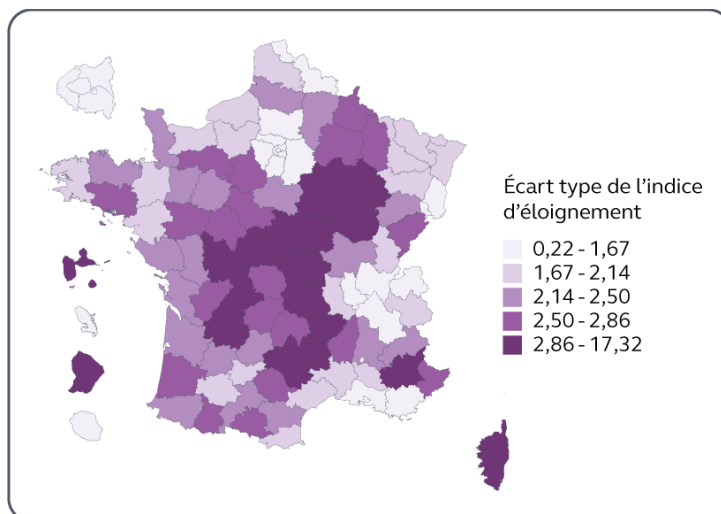 Écart type de l’indice
d’éloignement
0,22 - 1,67
1,67 - 2,14
2,14 - 2,50
2,50 - 2,86
2,86 - 17,32